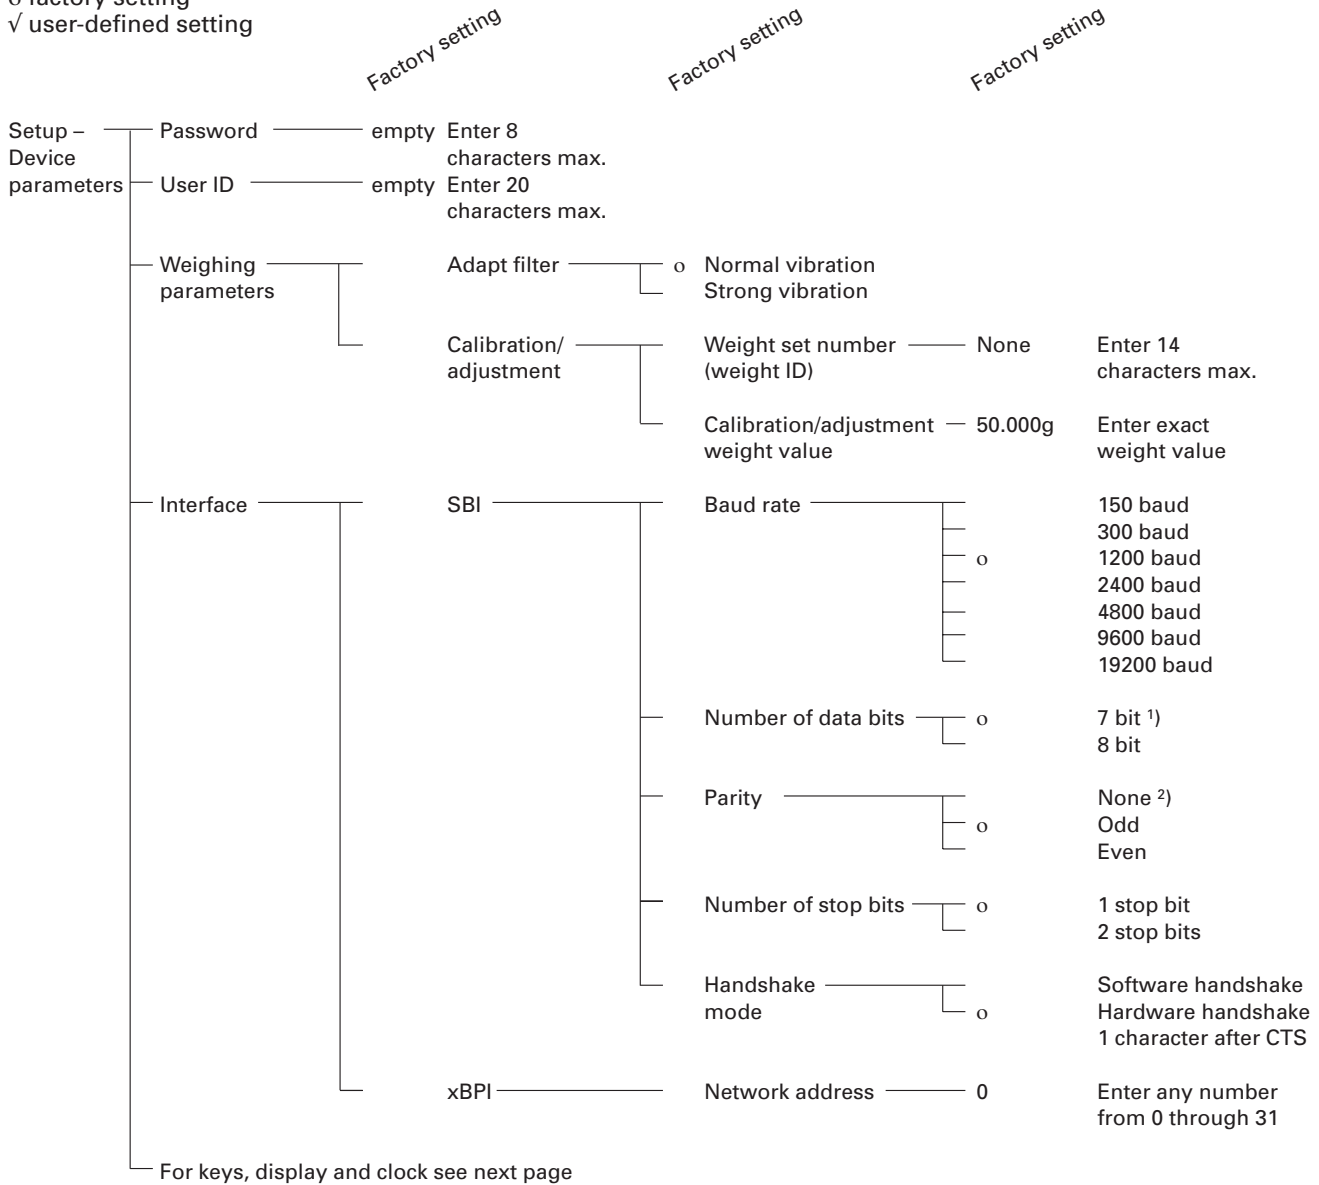 o factory setting
√ user-defined setting
Factory setting Factory setting Factory setting
Setup – Password empty Enter 8
Device characters max.
parameters User ID empty Enter 20
characters max.
Weighing Adapt filter o Normal vibration
parameters Strong vibration
Calibration/ Weight set number None Enter 14
adjustment (weight ID) characters max.
Calibration/adjustment 50.000g Enter exact
weight value weight value
Interface SBI Baud rate 150 baud
300 baud
o 1200 baud
2400 baud
4800 baud
9600 baud
19200 baud
Number of data bits o 7 bit ¹)
8 bit
Parity None ²)
o Odd
Even
Number of stop bits o 1 stop bit
2 stop bits
Handshake Software handshake
mode o Hardware handshake
1 character after CTS
xBPI Network address 0 Enter any number
from 0 through 31
For keys, display and clock see next page